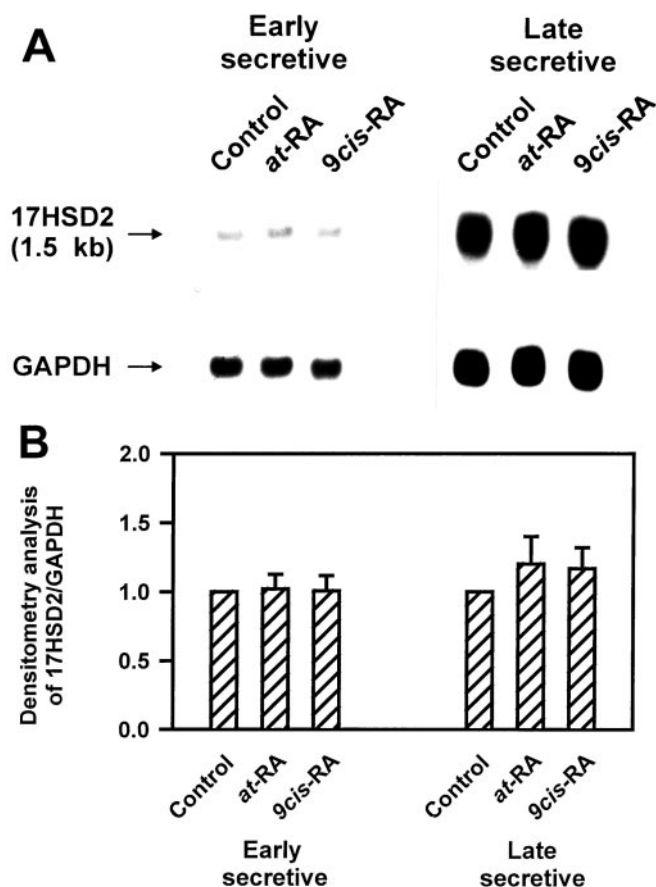 A
Early
secretive
Late
secretive
Control
at-RA
9cis-RA
Control
at-RA
9cis-RA
17HSD2
(1.5 kb)
GAPDH
B
Densitometry analysis
of 17HSD2/GAPDH
2.0
1.5
1.0
0.5
0.0
Control
at-RA
9cis-RA
Control
at-RA
9cis-RA
Early
secretive
Late
secretive